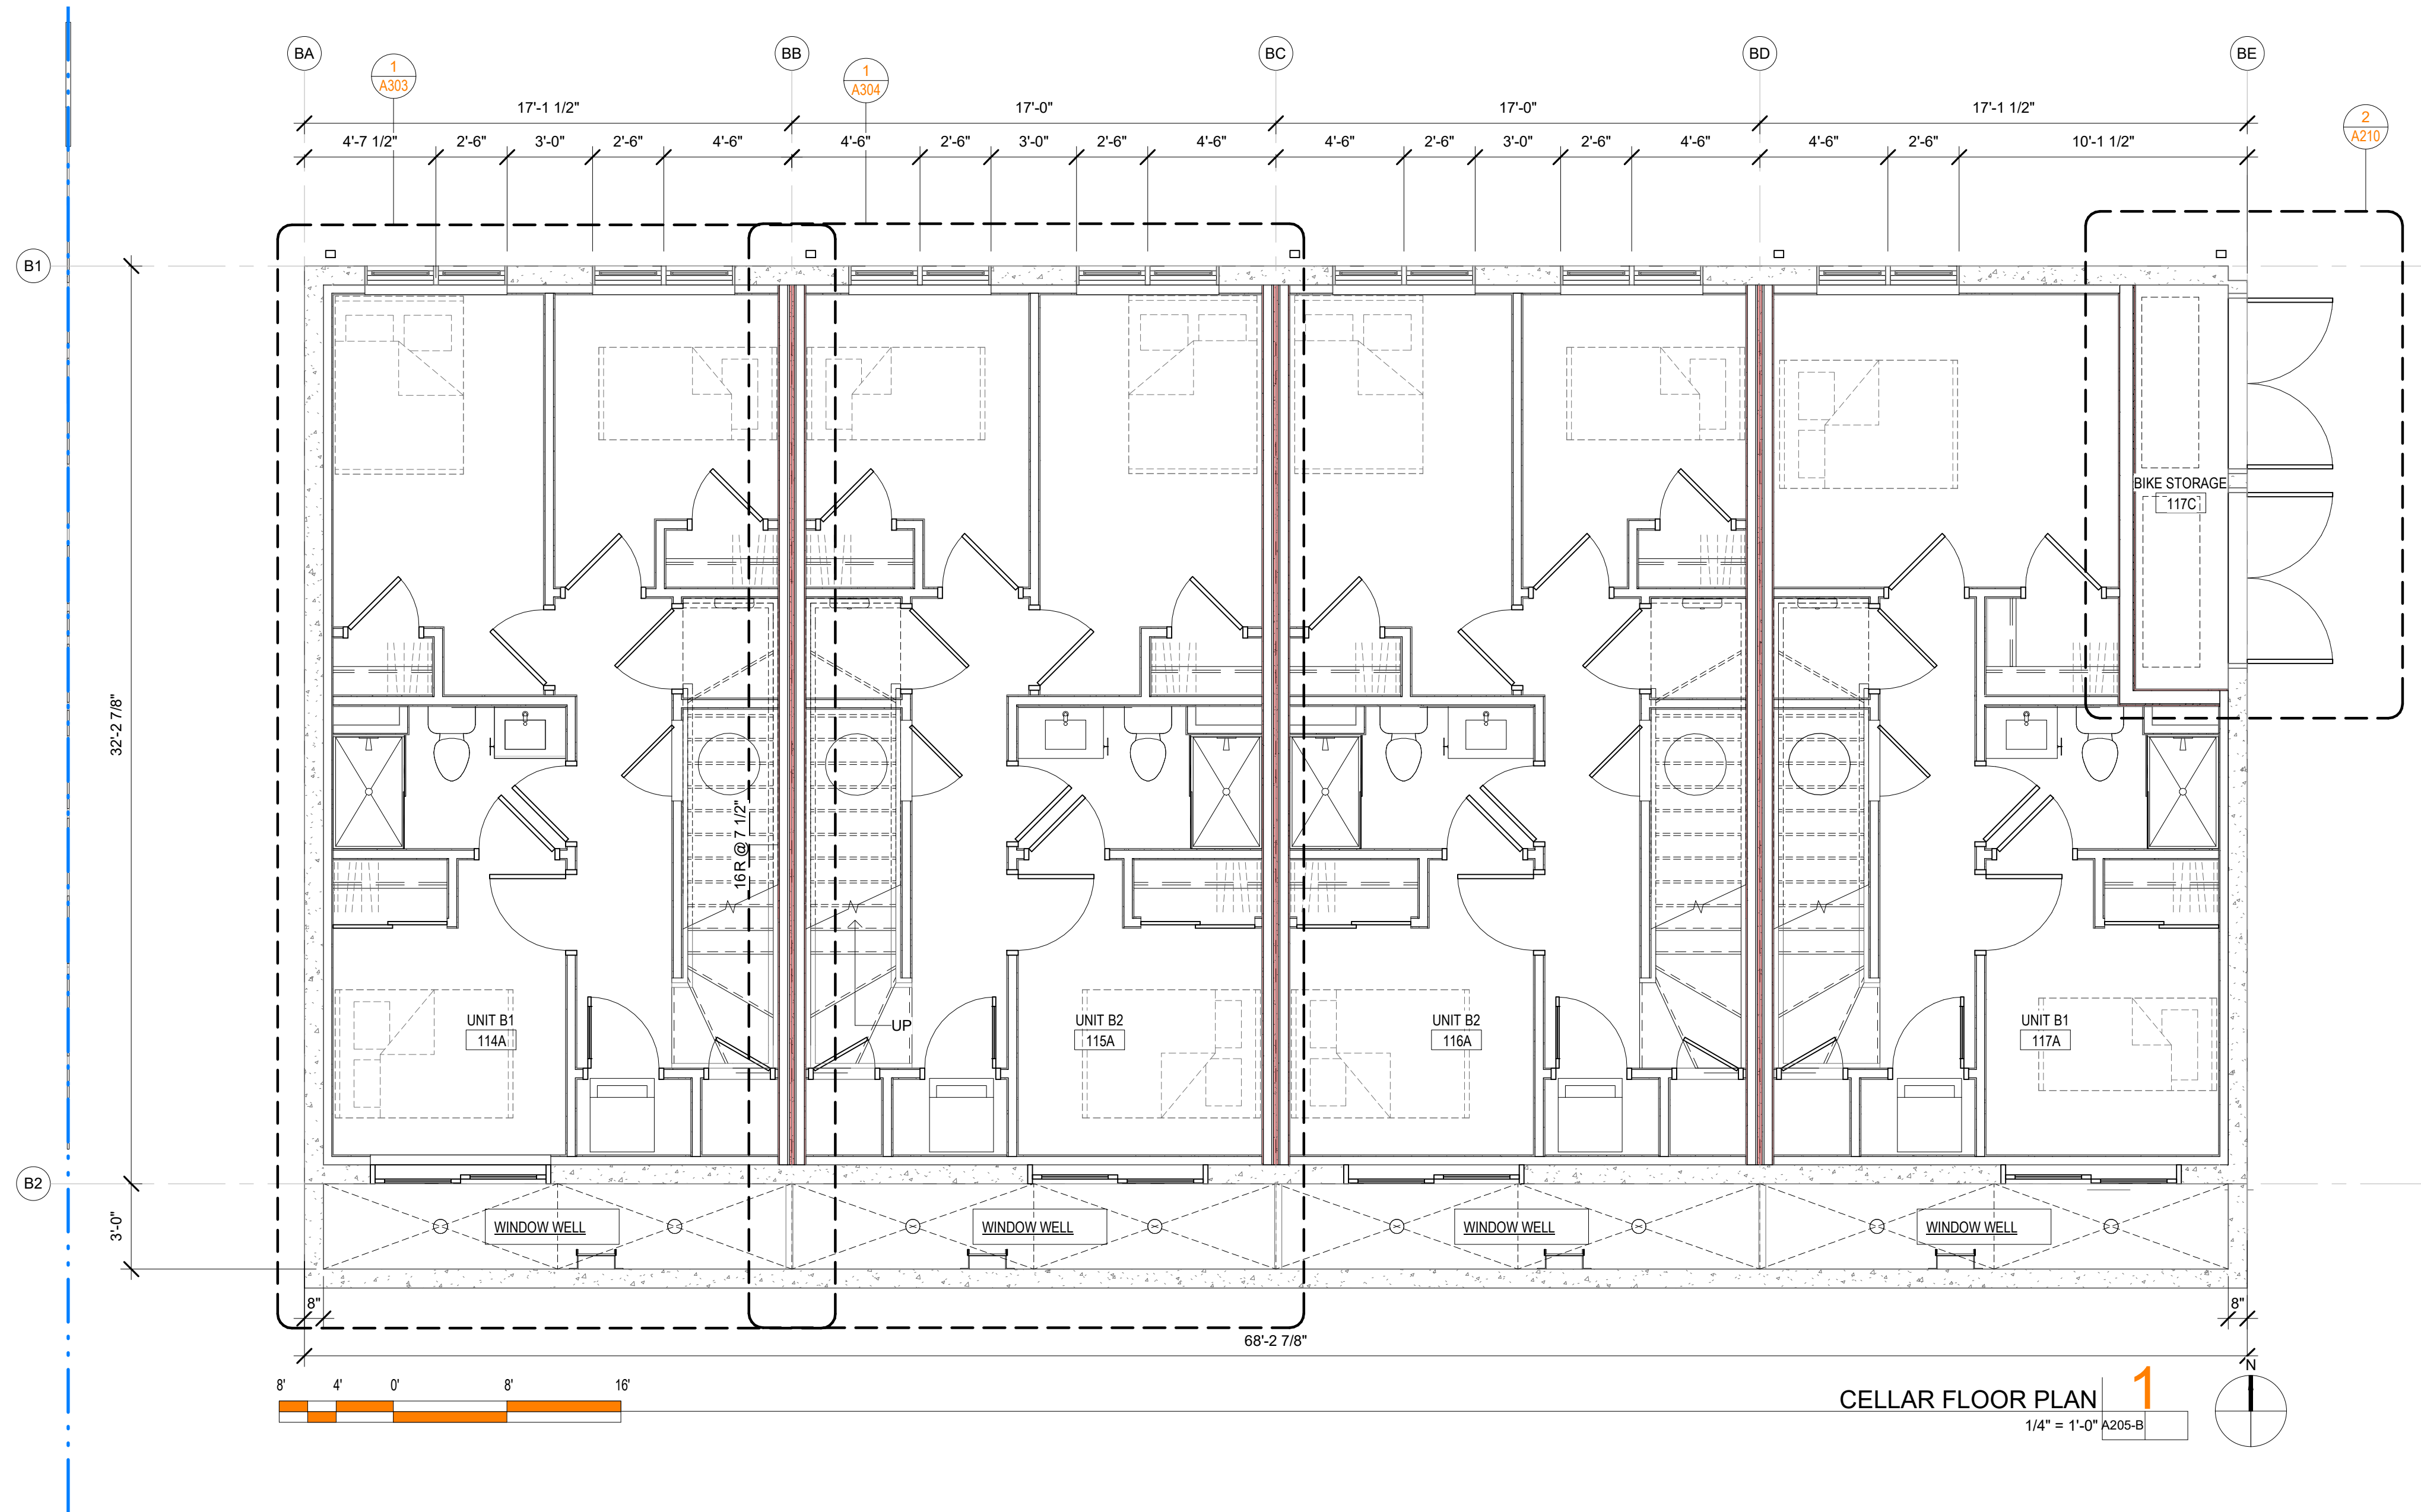 BA
BB
BC
BD
BE
1
A303
1
A304
17'-1 1/2"
17'-0"
17'-0"
17'-1 1/2"
2
A210
4'-7 1/2"
2'-6"
3'-0"
2'-6"
4'-6"
4'-6"
2'-6"
3'-0"
2'-6"
4'-6"
4'-6"
2'-6"
3'-0"
2'-6"
4'-6"
4'-6"
2'-6"
10'-1 1/2"
B1
BIKE STORAGE
117C
32'-2 7/8"
16 R @ 7 1/2"
UNIT B1
114A
UP
UNIT B2
115A
UNIT B2
116A
UNIT B1
117A
B2
3'-0"
WINDOW WELL
WINDOW WELL
WINDOW WELL
WINDOW WELL
8"
8"
68'-2 7/8"
8'
4'
0'
8'
16'
CELLAR FLOOR PLAN
1
N
1/4" = 1'-0"
A205-B